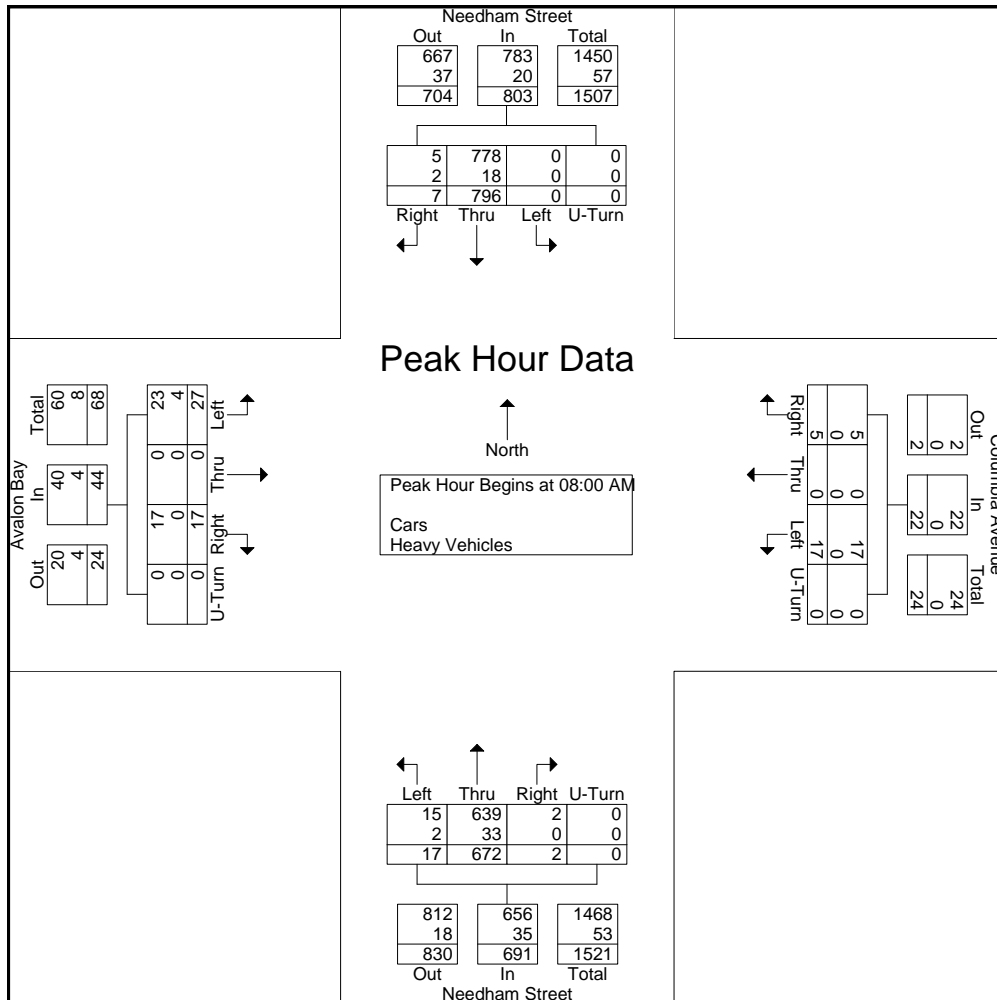 Needham Street
Out In Total
667 783 1450
37 20 57
704 803 1507
5 778 0 0
2 18 0 0
7 796 0 0
Right Thru Left U-Turn
Peak Hour Data
North
Peak Hour Begins at 08:00 AM
Cars
Heavy Vehicles
Avalon Bay
Out In Total
20 40 60
4 4 8
24 44 68
23 0 17 0
4 0 0 0
27 0 17 0
Left Thru Right U-Turn
Right Thru Left U-Turn
5 0 17 0
0 0 0 0
5 0 17 0
Columbia Avenue
Out In Total
2 22 24
0 0 0
2 22 24
Left Thru Right U-Turn
15 639 2 0
2 33 0 0
17 672 2 0
812 656 1468
18 35 53
830 691 1521
Out In Total
Needham Street